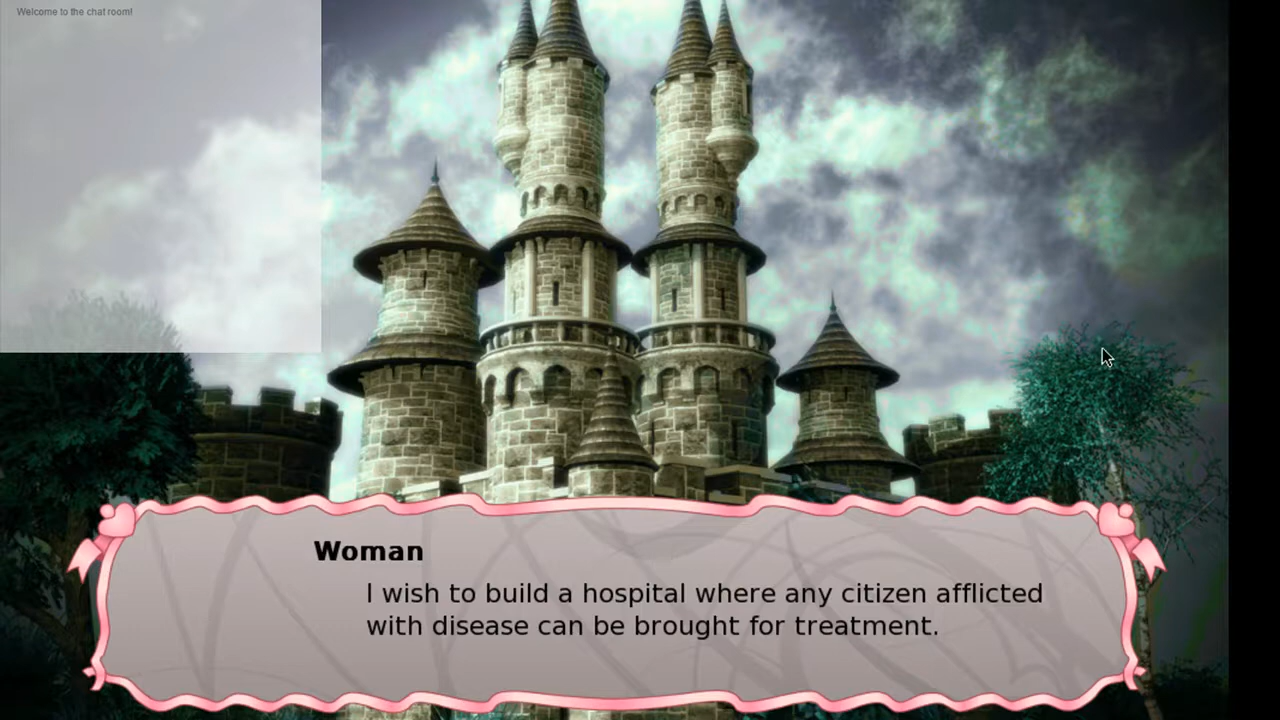 Welcome to the chat room!
Woman
I wish to build a hospital where any citizen afflicted
with disease can be brought for treatment.